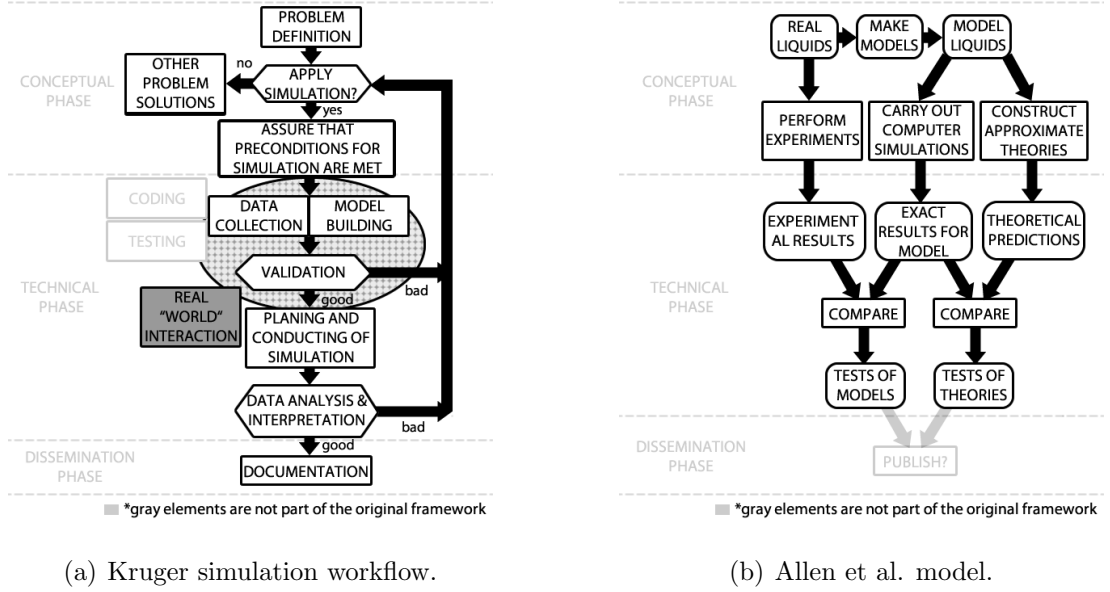 PROBLEM
DEFINITION
CONCEPTUAL
PHASE
OTHER
PROBLEM
SOLUTIONS
no
APPLY
SIMULATION?
yes
ASSURE THAT
PRECONDITIONS FOR
SIMULATION ARE MET
CODING
TESTING
DATA
COLLECTION
MODEL
BUILDING
VALIDATION
bad
good
TECHNICAL
PHASE
REAL
"WORLD"
INTERACTION
PLANING AND
CONDUCTING OF
SIMULATION
DATA ANALYSIS &
INTERPRETATION
bad
good
DISSEMINATION
PHASE
DOCUMENTATION
*gray elements are not part of the original framework
(a) Kruger simulation workflow.
REAL
LIQUIDS
MAKE
MODELS
MODEL
LIQUIDS
CONCEPTUAL
PHASE
PERFORM
EXPERIMENTS
CARRY OUT
COMPUTER
SIMULATIONS
CONSTRUCT
APPROXIMATE
THEORIES
EXPERIMENT
AL RESULTS
EXACT
RESULTS FOR
MODEL
THEORETICAL
PREDICTIONS
TECHNICAL
PHASE
COMPARE
COMPARE
TESTS OF
MODELS
TESTS OF
THEORIES
DISSEMINATION
PHASE
PUBLISH?
*gray elements are not part of the original framework
(b) Allen et al. model.